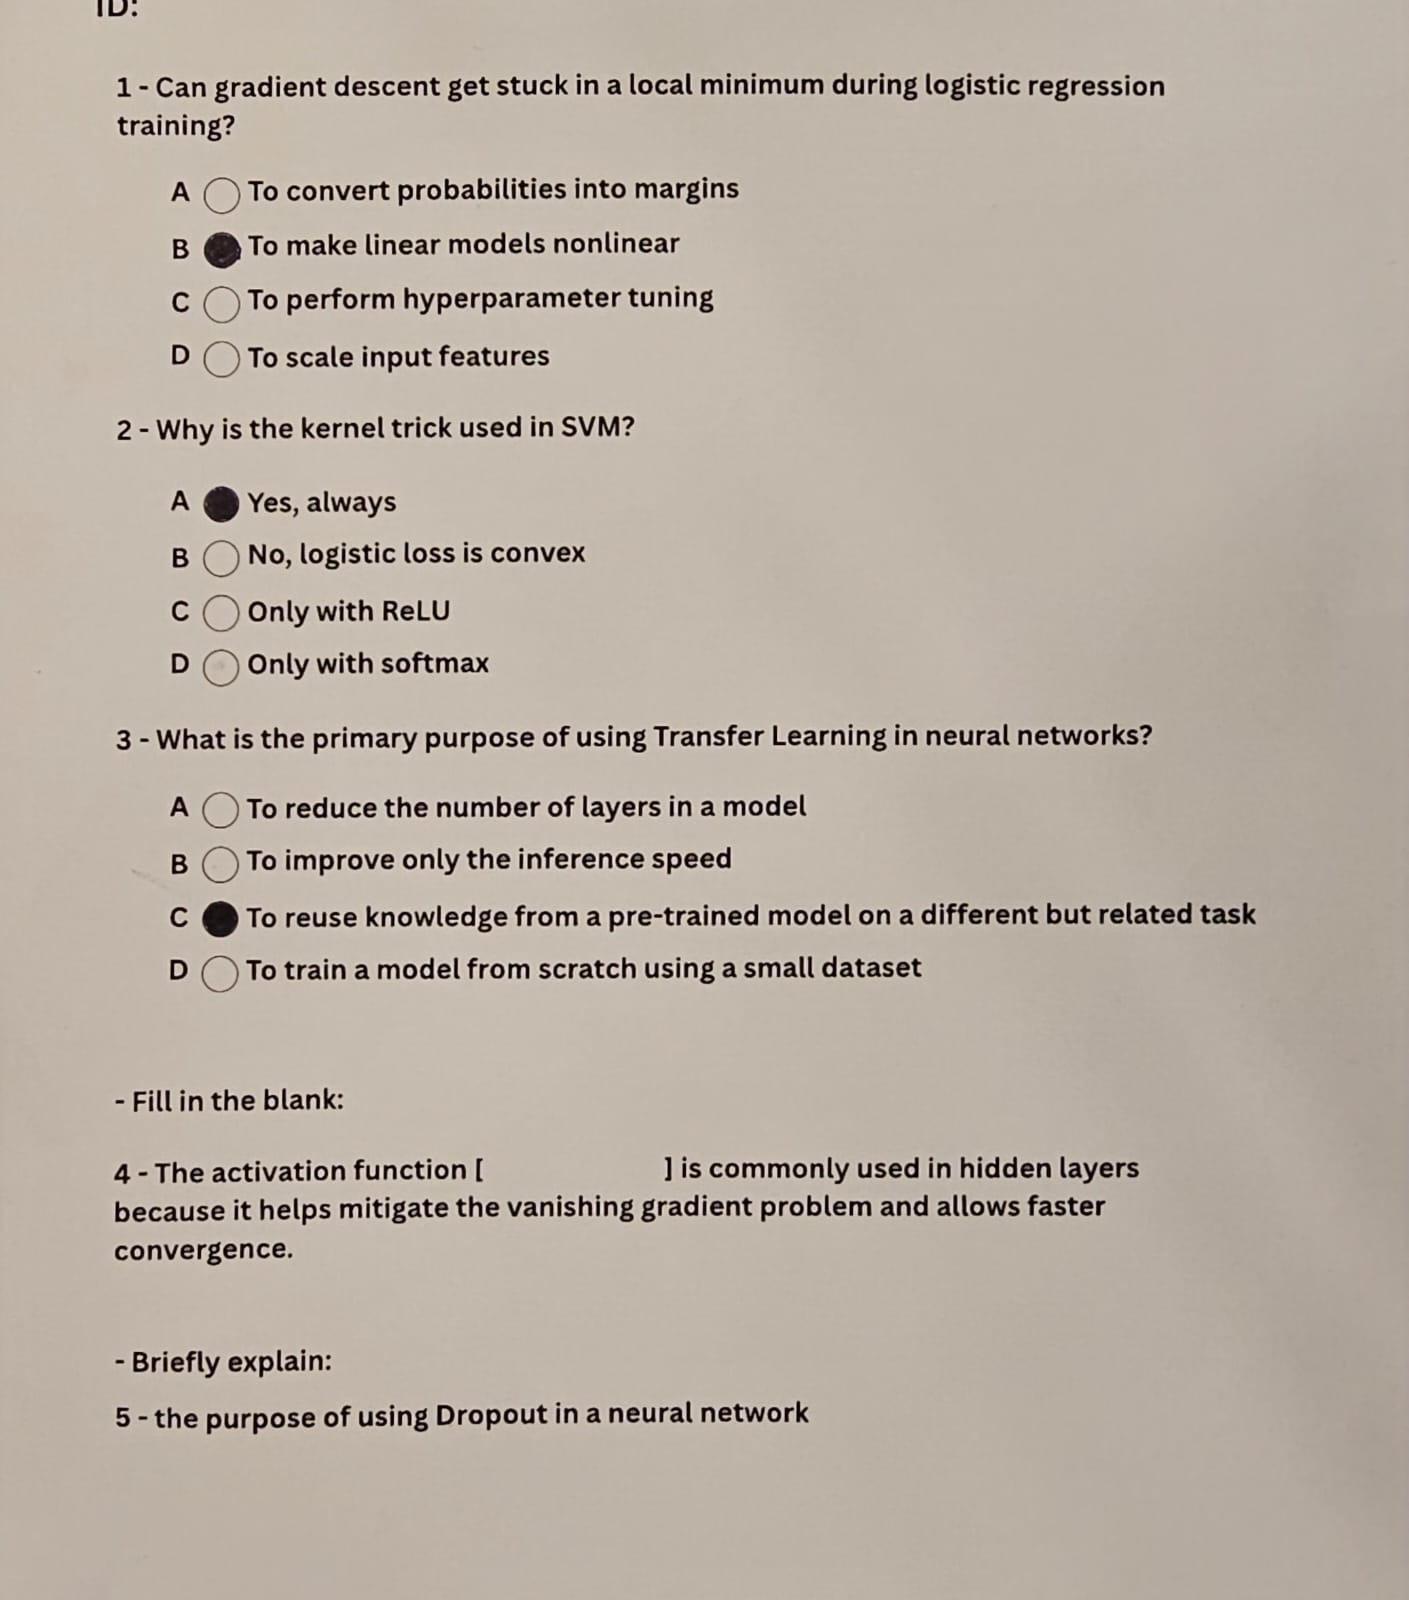 ID:
1 - Can gradient descent get stuck in a local minimum during logistic regression
training?
A To convert probabilities into margins
B To make linear models nonlinear
C To perform hyperparameter tuning
D To scale input features
2 - Why is the kernel trick used in SVM?
A Yes, always
B No, logistic loss is convex
C Only with ReLU
D Only with softmax
3 - What is the primary purpose of using Transfer Learning in neural networks?
A To reduce the number of layers in a model
B To improve only the inference speed
C To reuse knowledge from a pre-trained model on a different but related task
D To train a model from scratch using a small dataset
- Fill in the blank:
4 - The activation function [ ] is commonly used in hidden layers
because it helps mitigate the vanishing gradient problem and allows faster
convergence.
- Briefly explain:
5 - the purpose of using Dropout in a neural network